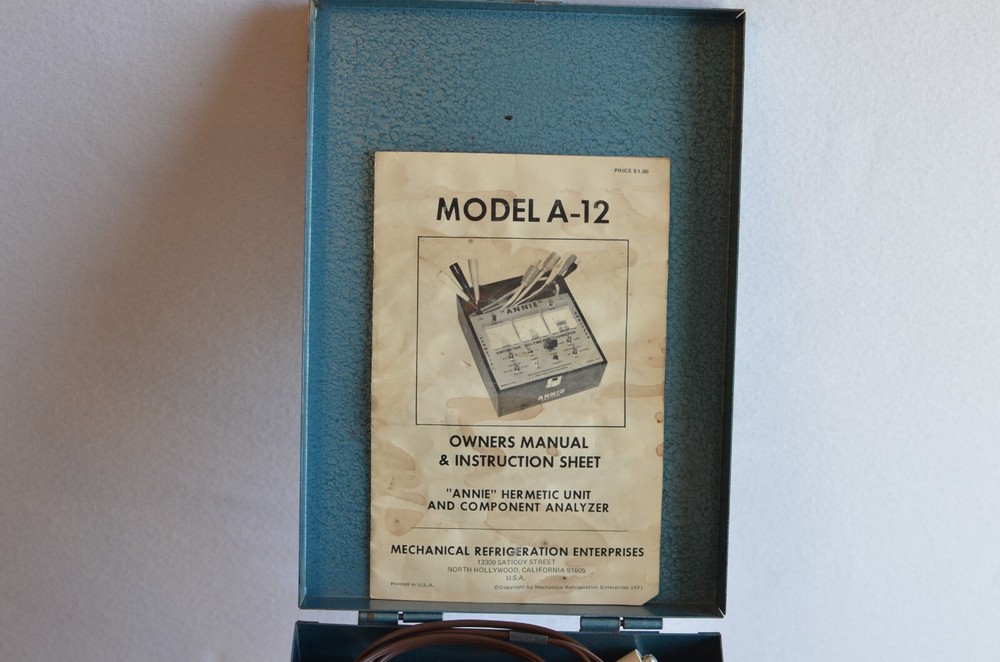 PRICE $1.00
MODEL A-12
"ANNIE"
ANNIE
OWNERS MANUAL
& INSTRUCTION SHEET
"ANNIE" HERMETIC UNIT
AND COMPONENT ANALYZER
MECHANICAL REFRIGERATION ENTERPRISES
13309 SATICOY STREET
NORTH HOLLYWOOD, CALIFORNIA 91605
U.S.A.
Printed in U.S.A.
©Copyright by Mechanical Refrigeration Enterprises 1971